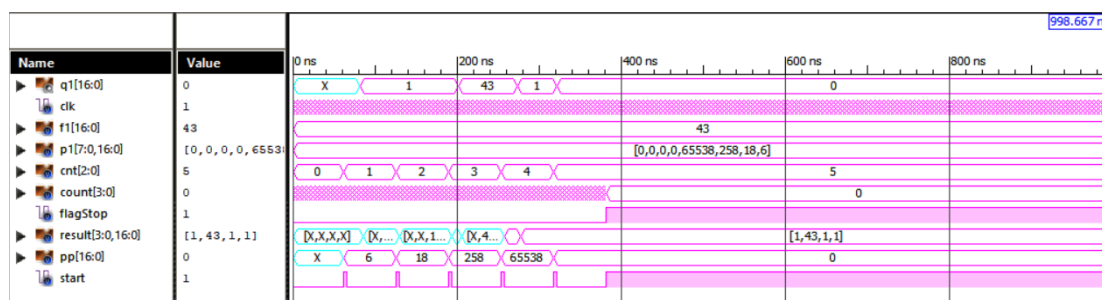 998.667 n
Name Value 0 ns 200 ns 400 ns 600 ns 800 ns
q1[16:0] 0 X 1 43 1 0
clk 1
f1[16:0] 43 43
p1[7:0,16:0] [0,0,0,0,6553 [0,0,0,0,65538,258,18,6]
cnt[2:0] 5 0 1 2 3 4 5
count[3:0] 0 0
flagStop 1
result[3:0,16:0] [1,43,1,1] [X,X,X,X] [X,... [X,X,1... [X,4... [1,43,1,1]
pp[16:0] 0 X 6 18 258 65538 0
start 1